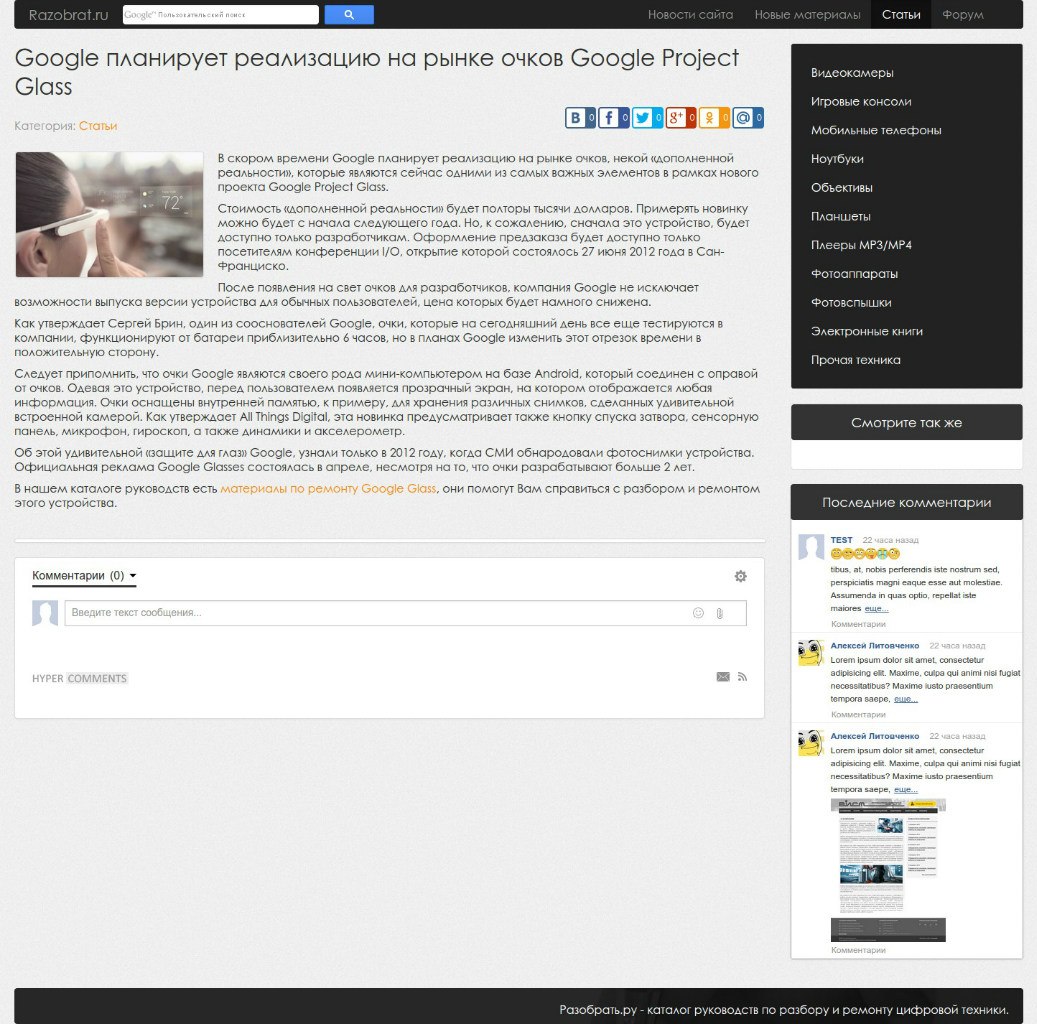 Razobrat.ru
Google™ Пользовательский поиск
Новости сайта
Новые материалы
Статьи
Форум
Google планирует реализацию на рынке очков Google Project
Glass
Категория: Статьи
0
0
0
0
0
0
72°
В скором времени Google планирует реализацию на рынке очков, некой «дополненной
реальности», которые являются сейчас одними из самых важных элементов в рамках нового
проекта Google Project Glass.
Стоимость «дополненной реальности» будет полторы тысячи долларов. Примерять новинку
можно будет с начала следующего года. Но, к сожалению, сначала это устройство, будет
доступно только разработчикам. Оформление предзаказа будет доступно только
посетителям конференции I/O, открытие которой состоялось 27 июня 2012 года в Сан-
Франциско.
После появления на свет очков для разработчиков, компания Google не исключает
возможности выпуска версии устройства для обычных пользователей, цена которых будет намного снижена.
Как утверждает Сергей Брин, один из сооснователей Google, очки, которые на сегодняшний день все еще тестируются в
компании, функционируют от батареи приблизительно 6 часов, но в планах Google изменить этот отрезок времени в
положительную сторону.
Следует припомнить, что очки Google являются своего рода мини-компьютером на базе Android, который соединен с оправой
от очков. Одевая это устройство, перед пользователем появляется прозрачный экран, на котором отображается любая
информация. Очки оснащены внутренней памятью, к примеру, для хранения различных снимков, сделанных удивительной
встроенной камерой. Как утверждает All Things Digital, эта новинка предусматривает также кнопку спуска затвора, сенсорную
панель, микрофон, гироскоп, а также динамики и акселерометр.
Об этой удивительной «защите для глаз» Google, узнали только в 2012 году, когда СМИ обнародовали фотоснимки устройства.
Официальная реклама Google Glasses состоялась в апреле, несмотря на то, что очки разрабатывают больше 2 лет.
В нашем каталоге руководств есть материалы по ремонту Google Glass, они помогут Вам справиться с разбором и ремонтом
этого устройства.
Комментарии (0)
Введите текст сообщения...
HYPER COMMENTS
Видеокамеры
Игровые консоли
Мобильные телефоны
Ноутбуки
Объективы
Планшеты
Плееры MP3/MP4
Фотоаппараты
Фотовспышки
Электронные книги
Прочая техника
Смотрите так же
Последние комментарии
TEST 22 часа назад
tibus, at, nobis perferendis iste nostrum sed,
perspiciatis magni eaque esse aut molestiae.
Assumenda in quas optio, repellat iste
maiores еще...
Комментарии
Алексей Литовченко 22 часа назад
Lorem ipsum dolor sit amet, consectetur
adipisicing elit. Maxime, culpa qui animi nisi fugiat
necessitatibus? Maxime iusto praesentium
tempora saepe, еще...
Комментарии
Алексей Литовченко 22 часа назад
Lorem ipsum dolor sit amet, consectetur
adipisicing elit. Maxime, culpa qui animi nisi fugiat
necessitatibus? Maxime iusto praesentium
tempora saepe, еще...
Комментарии
Разобрать.ру - каталог руководств по разбору и ремонту цифровой техники.